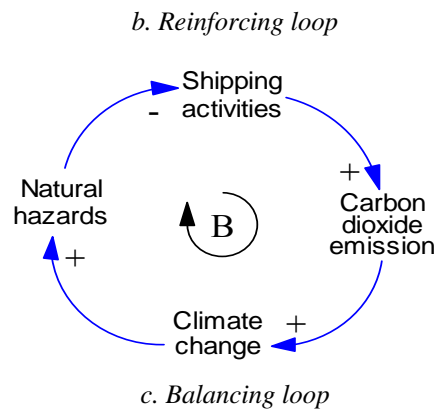 b. Reinforcing loop
Shipping
activities
-
+
Natural
hazards
Carbon
dioxide
emission
B
+
Climate
change
+
c. Balancing loop